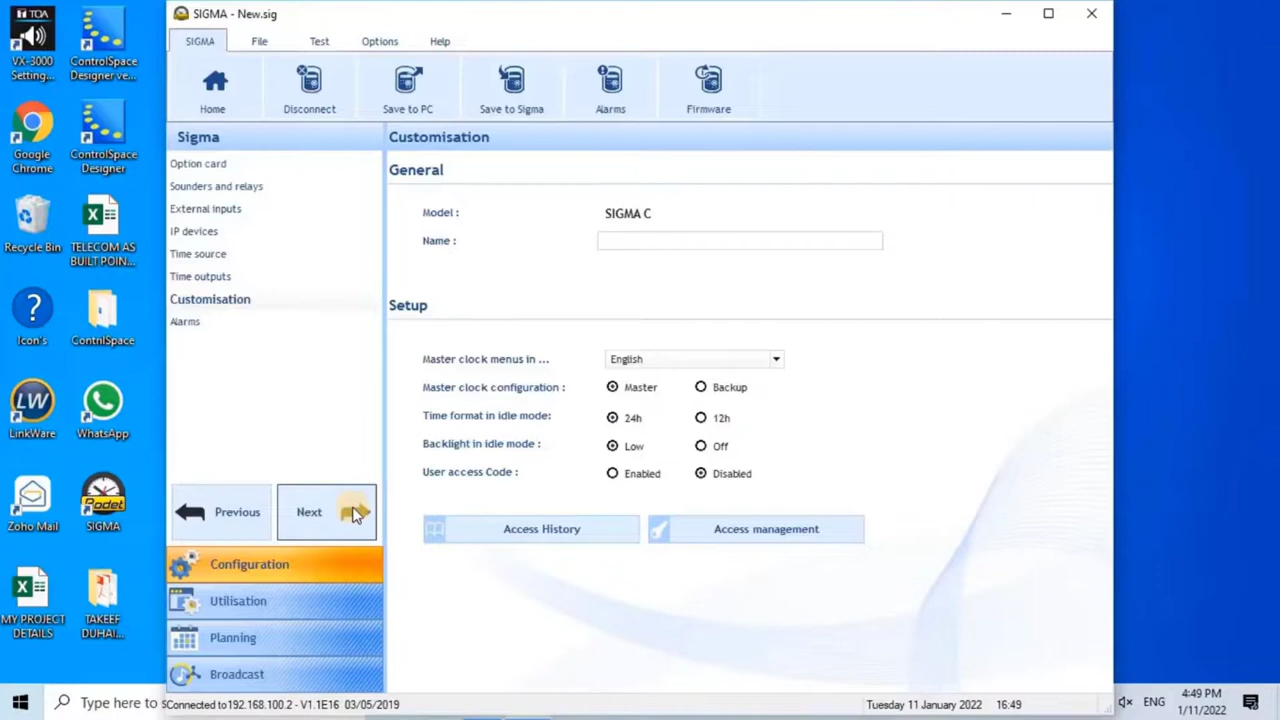 TOA
VX-3000
Setting...
ControlSpace
Designer ve...
Google
Chrome
ControlSpace
Designer
Recycle Bin
TELECOM AS
BUILT POIN...
Icon's
ContrlSpace
LW
LinkWare
WhatsApp
Zoho Mail
Bodet
SIGMA
MY PROJECT
DETAILS
TAKEEF
DUHAI...
SIGMA - New.sig
SIGMA
File
Test
Options
Help
Home
Disconnect
Save to PC
Save to Sigma
Alarms
Firmware
Sigma
Option card
Sounders and relays
External inputs
IP devices
Time source
Time outputs
Customisation
Alarms
Previous
Next
Configuration
Utilisation
Planning
Broadcast
Customisation
General
Model :
SIGMA C
Name :
Setup
Master clock menus in ...
English
Master clock configuration :
Master
Backup
Time format in idle mode:
24h
12h
Backlight in idle mode :
Low
Off
User access Code :
Enabled
Disabled
Access History
Access management
Connected to192.168.100.2 - V1.1E16 03/05/2019
Tuesday 11 January 2022
16:49
Type here to s
ENG
4:49 PM
1/11/2022